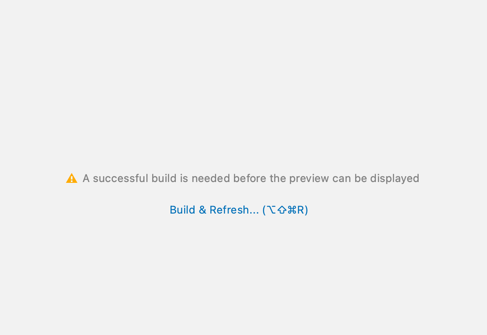 A successful build is needed before the preview can be displayed
Build & Refresh... (⌥⇧⌘R)